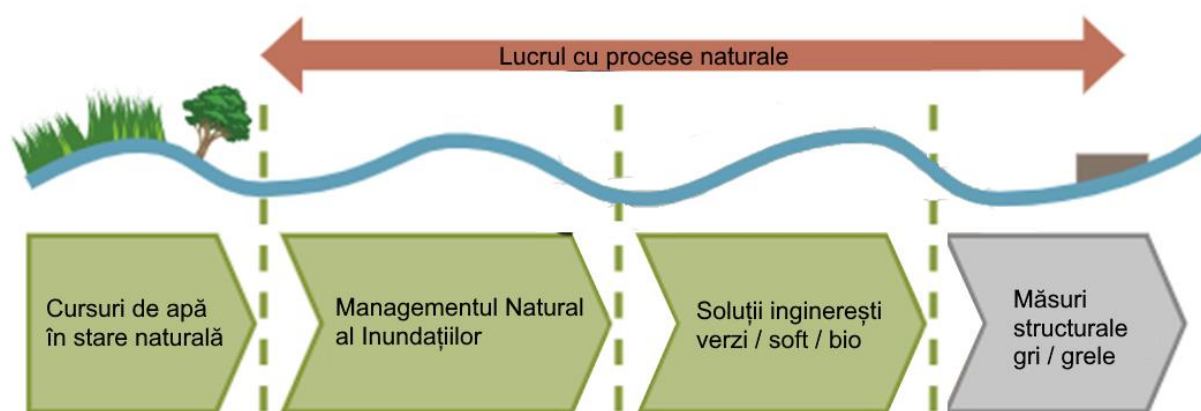 Lucrul cu procese naturale
Cursuri de apă
în stare naturală
Managementul Natural
al Inundațiilor
Soluții inginerești
verzi / soft / bio
Măsuri
structurale
gri / grele